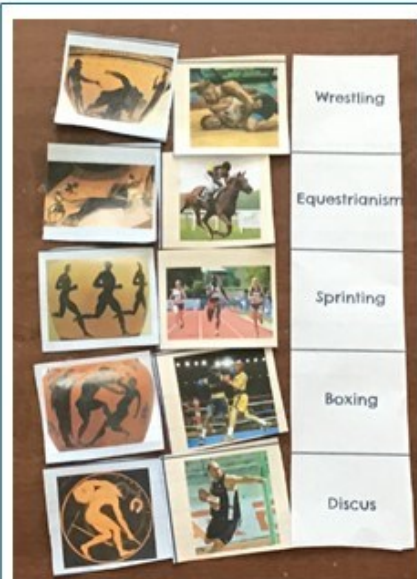 Wrestling
Equestrianism
Sprinting
Boxing
Discus